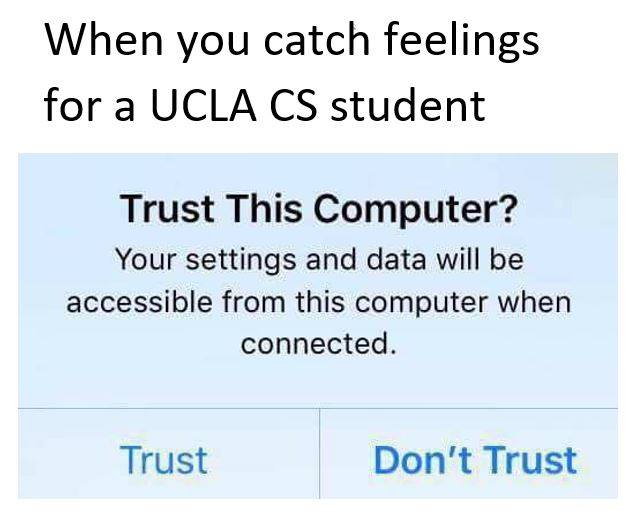 When you catch feelings
for a UCLA CS student
Trust This Computer?
Your settings and data will be
accessible from this computer when
connected.
Trust
Don't Trust